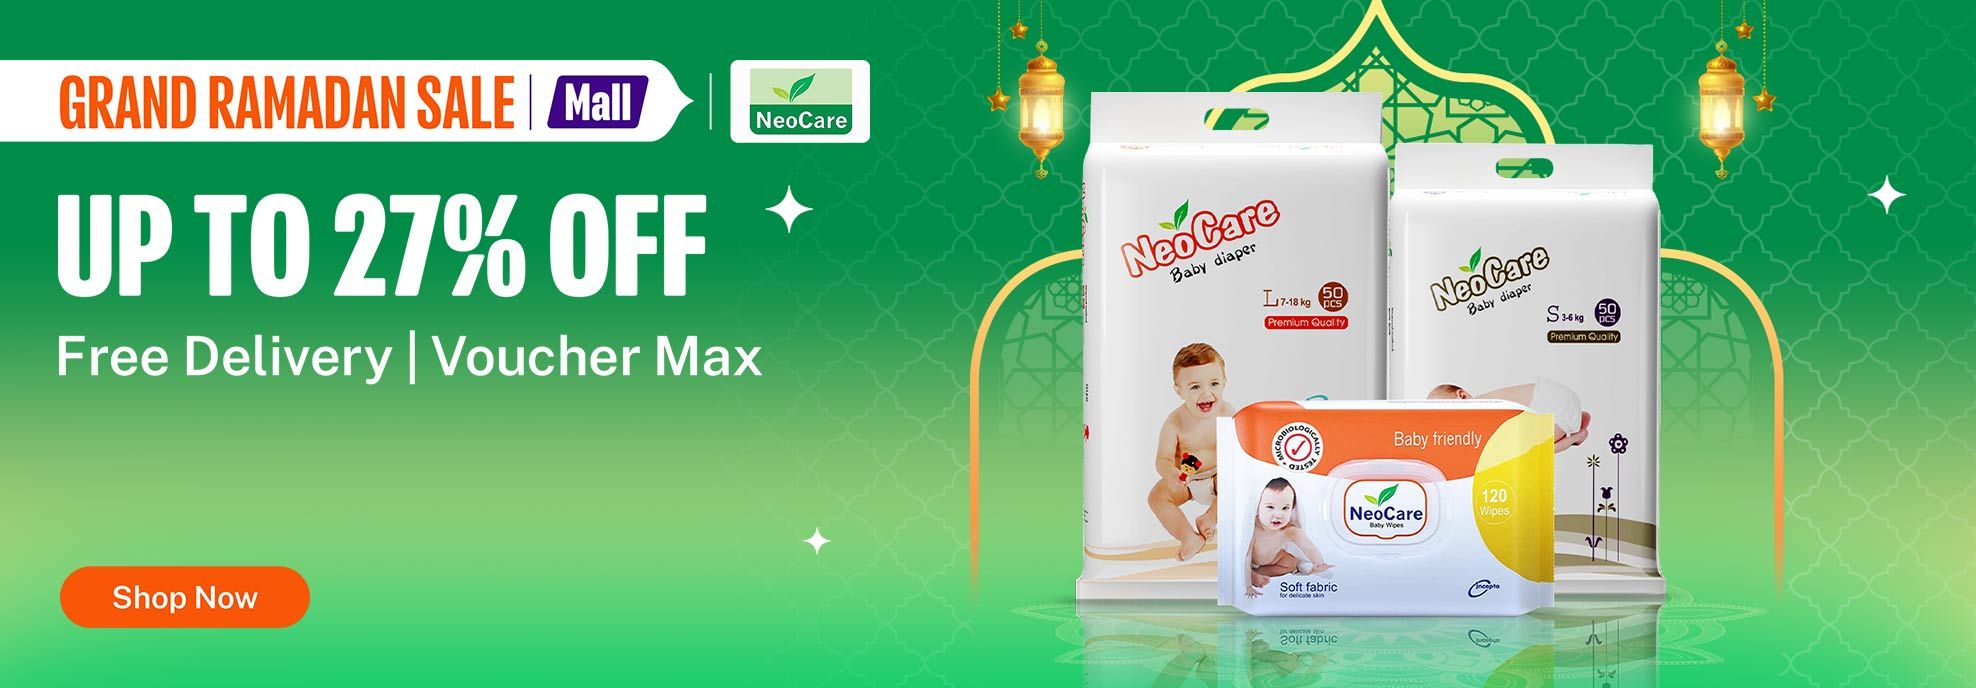 GRAND RAMADAN SALE | Mall
NeoCare
UP TO 27% OFF
Free Delivery | Voucher Max
Shop Now
NeoCare
Baby diaper
L 7-18 kg
50 pcs
Premium Quality
NeoCare
Baby diaper
S 3-6 kg
50 pcs
Premium Quality
MICROBIOLOGICALLY TESTED
Baby friendly
NeoCare
Baby Wipes
120
Wipes
Soft fabric
for delicate skin
Incepta